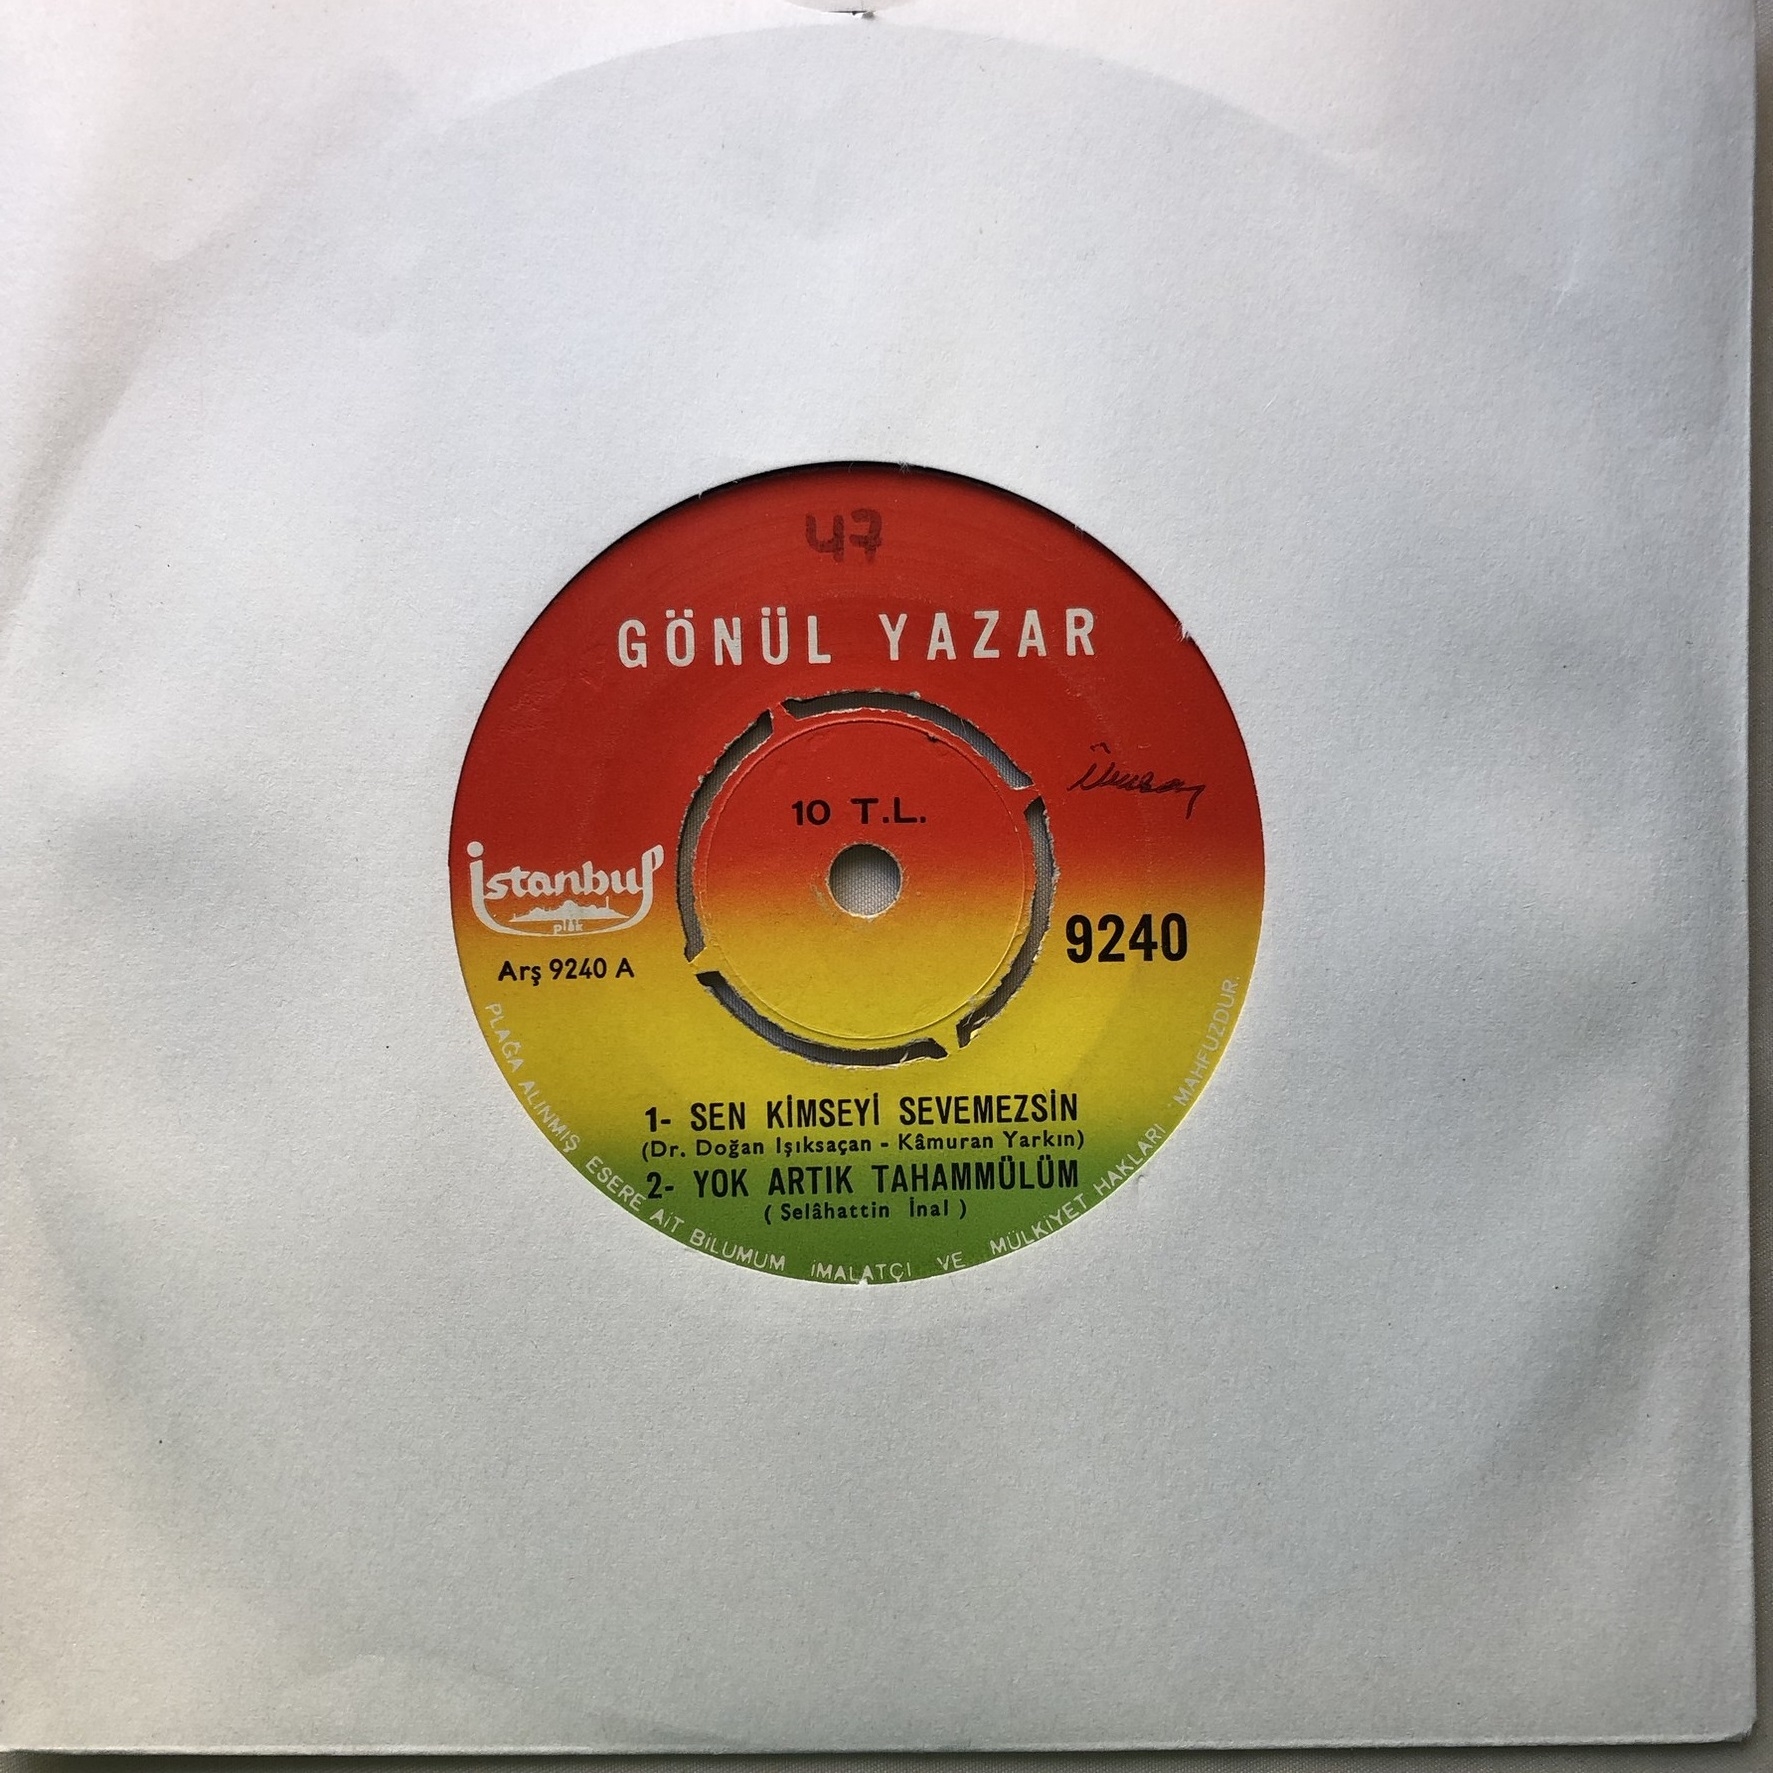 47
GÖNÜL YAZAR
10 T.L.
istanbul
plâk
9240
Arş 9240 A
1- SEN KİMSEYİ SEVEMEZSİN
(Dr. Doğan Işıksaçan - Kâmuran Yarkın)
2- YOK ARTIK TAHAMMÜLÜM
( Selâhattin İnal )
PLAĞA ALINMIŞ ESERE AİT BİLUMUM İMALATÇI VE MÜLKİYET HAKLARI MAHFUZDUR.